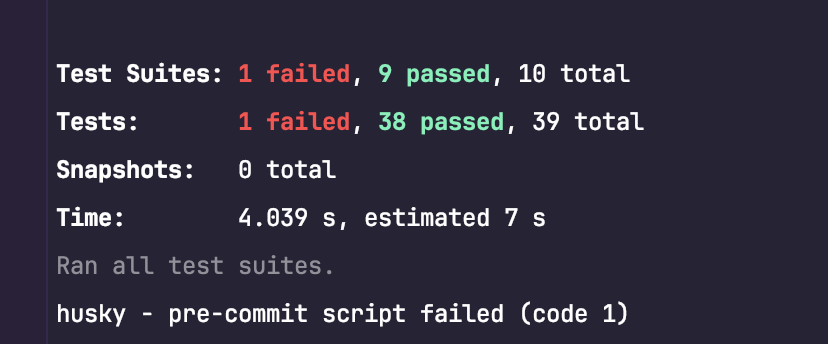 Test Suites: 1 failed, 9 passed, 10 total
Tests: 1 failed, 38 passed, 39 total
Snapshots: 0 total
Time: 4.039 s, estimated 7 s
Ran all test suites.
husky - pre-commit script failed (code 1)